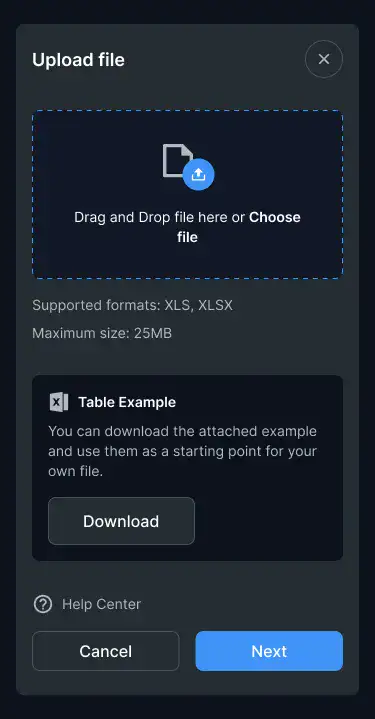 Upload file
Drag and Drop file here or Choose
file
Supported formats: XLS, XLSX
Maximum size: 25MB
X Table Example
You can download the attached example
and use them as a starting point for your
own file.
Download
? Help Center
Cancel
Next